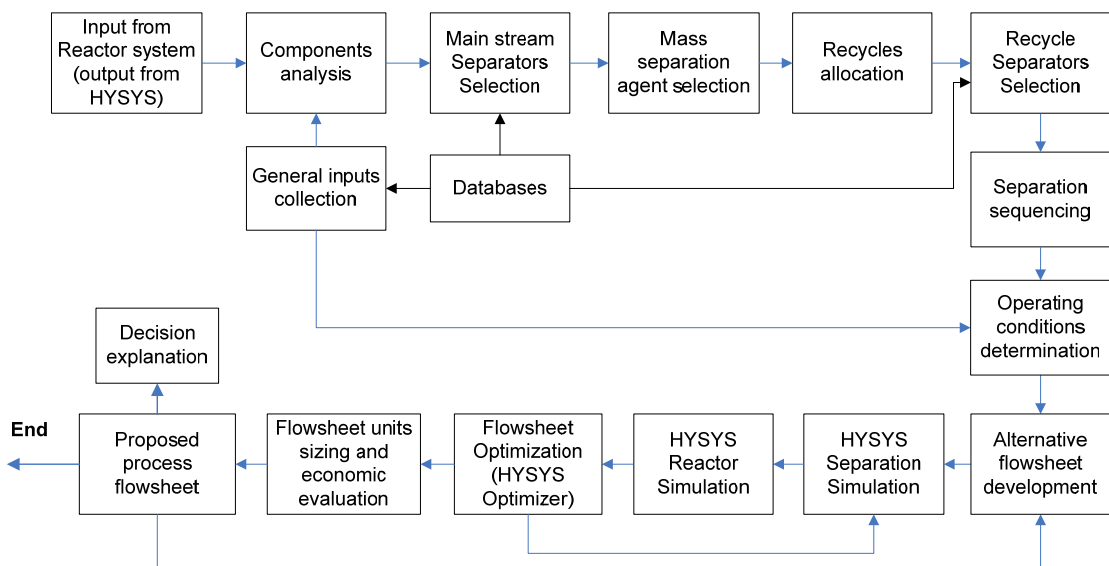 Input from
Reactor system
(output from
HYSYS)
Components
analysis
Main stream
Separators
Selection
Mass
separation
agent selection
Recycles
allocation
Recycle
Separators
Selection
General inputs
collection
Databases
Separation
sequencing
Operating
conditions
determination
Decision
explanation
End
Proposed
process
flowsheet
Flowsheet units
sizing and
economic
evaluation
Flowsheet
Optimization
(HYSYS
Optimizer)
HYSYS
Reactor
Simulation
HYSYS
Separation
Simulation
Alternative
flowsheet
development